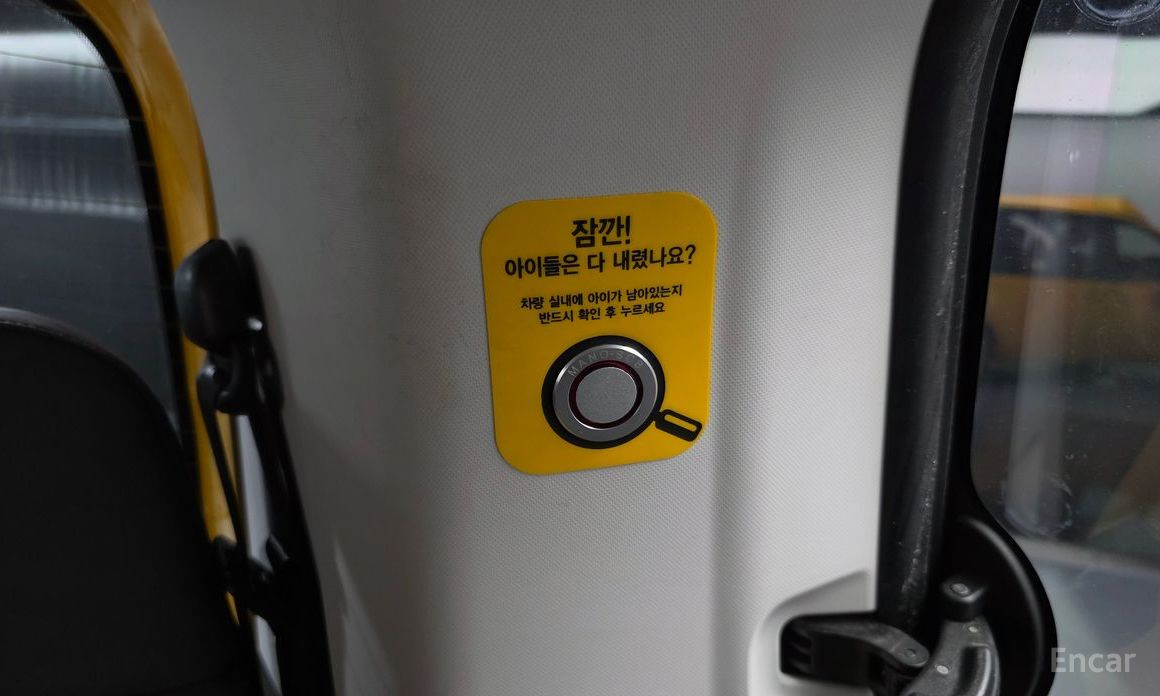 잠깐!
아이들은 다 내렸나요?
차량 실내에 아이가 남아있는지
반드시 확인 후 누르세요
Encar